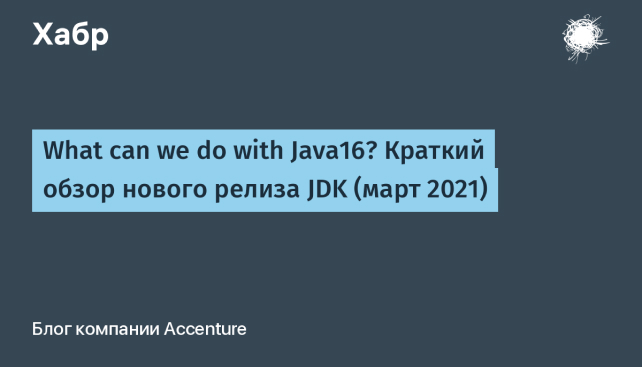 Хабр
What can we do with Java16? Краткий
обзор нового релиза JDK (март 2021)
Блог компании Accenture